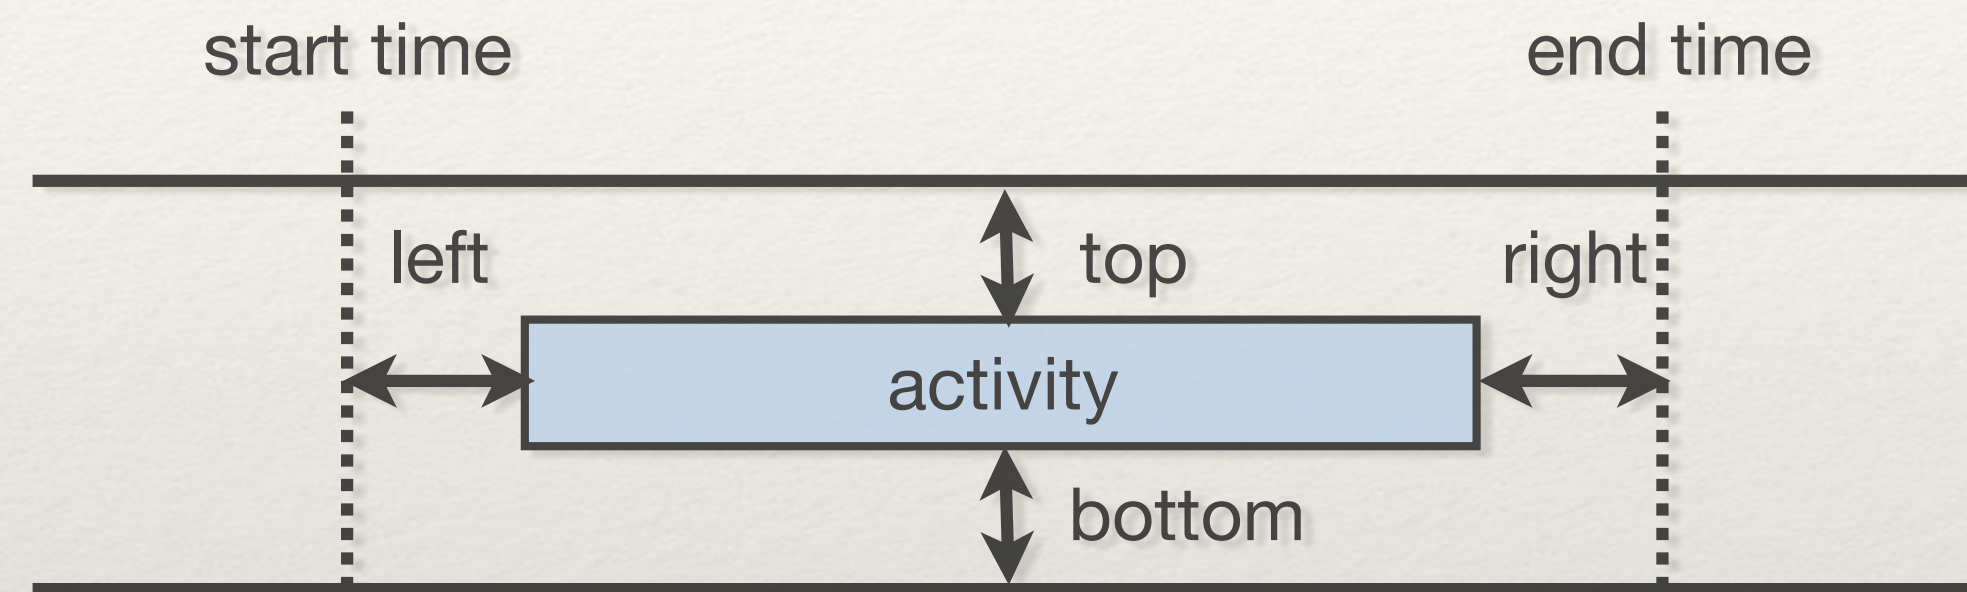 start time
end time
left
top
right
activity
bottom